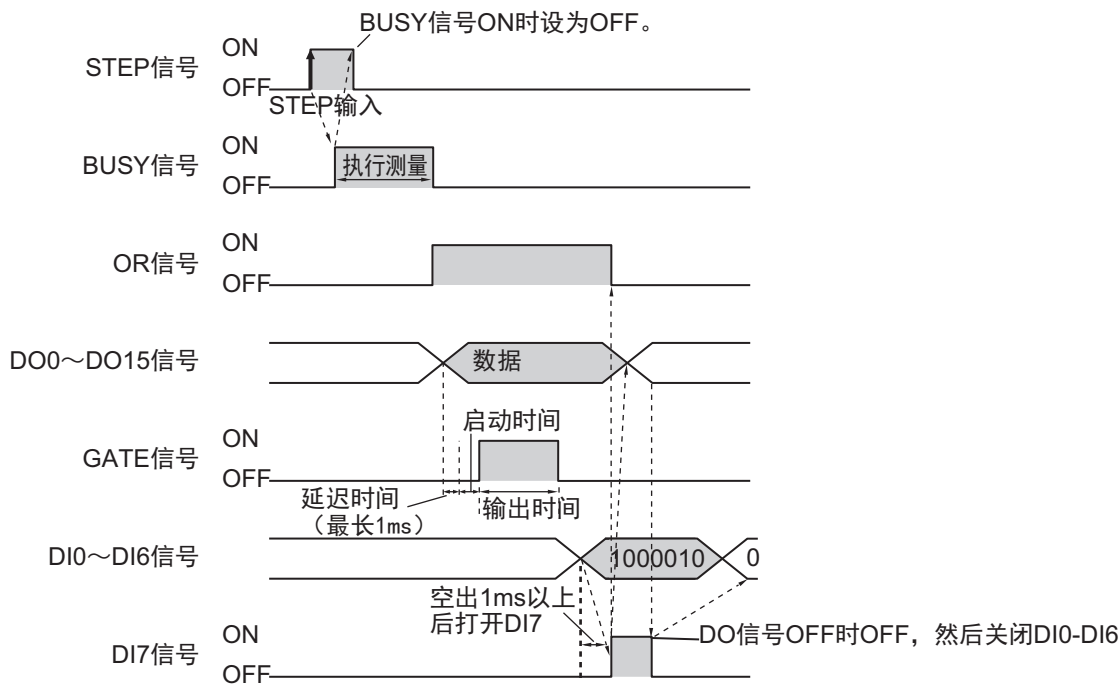 BUSY信号ON时设为OFF。
STEP信号
ON
OFF
STEP输入
BUSY信号
ON
OFF
执行测量
OR信号
ON
OFF
DO0～DO15信号
数据
GATE信号
ON
OFF
启动时间
延迟时间
（最长1ms）
输出时间
DI0～DI6信号
1000010
0
空出1ms以上
后打开DI7
DI7信号
ON
OFF
DO信号OFF时OFF，然后关闭DI0-DI6